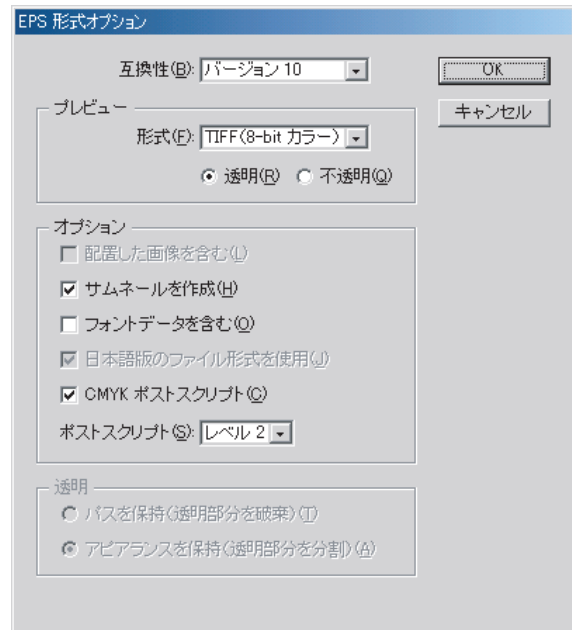 EPS 形式オプション
互換性(B): バージョン 10
OK
キャンセル
プレビュー
形式(F): TIFF(8-bit カラー)
透明(R) 不透明(Q)
オプション
配置した画像を含む(L)
サムネールを作成(H)
フォントデータを含む(O)
日本語版のファイル形式を使用(J)
CMYK ポストスクリプト(C)
ポストスクリプト(S): レベル 2
透明
パスを保持(透明部分を破棄)(T)
アピアランスを保持(透明部分を分割)(A)